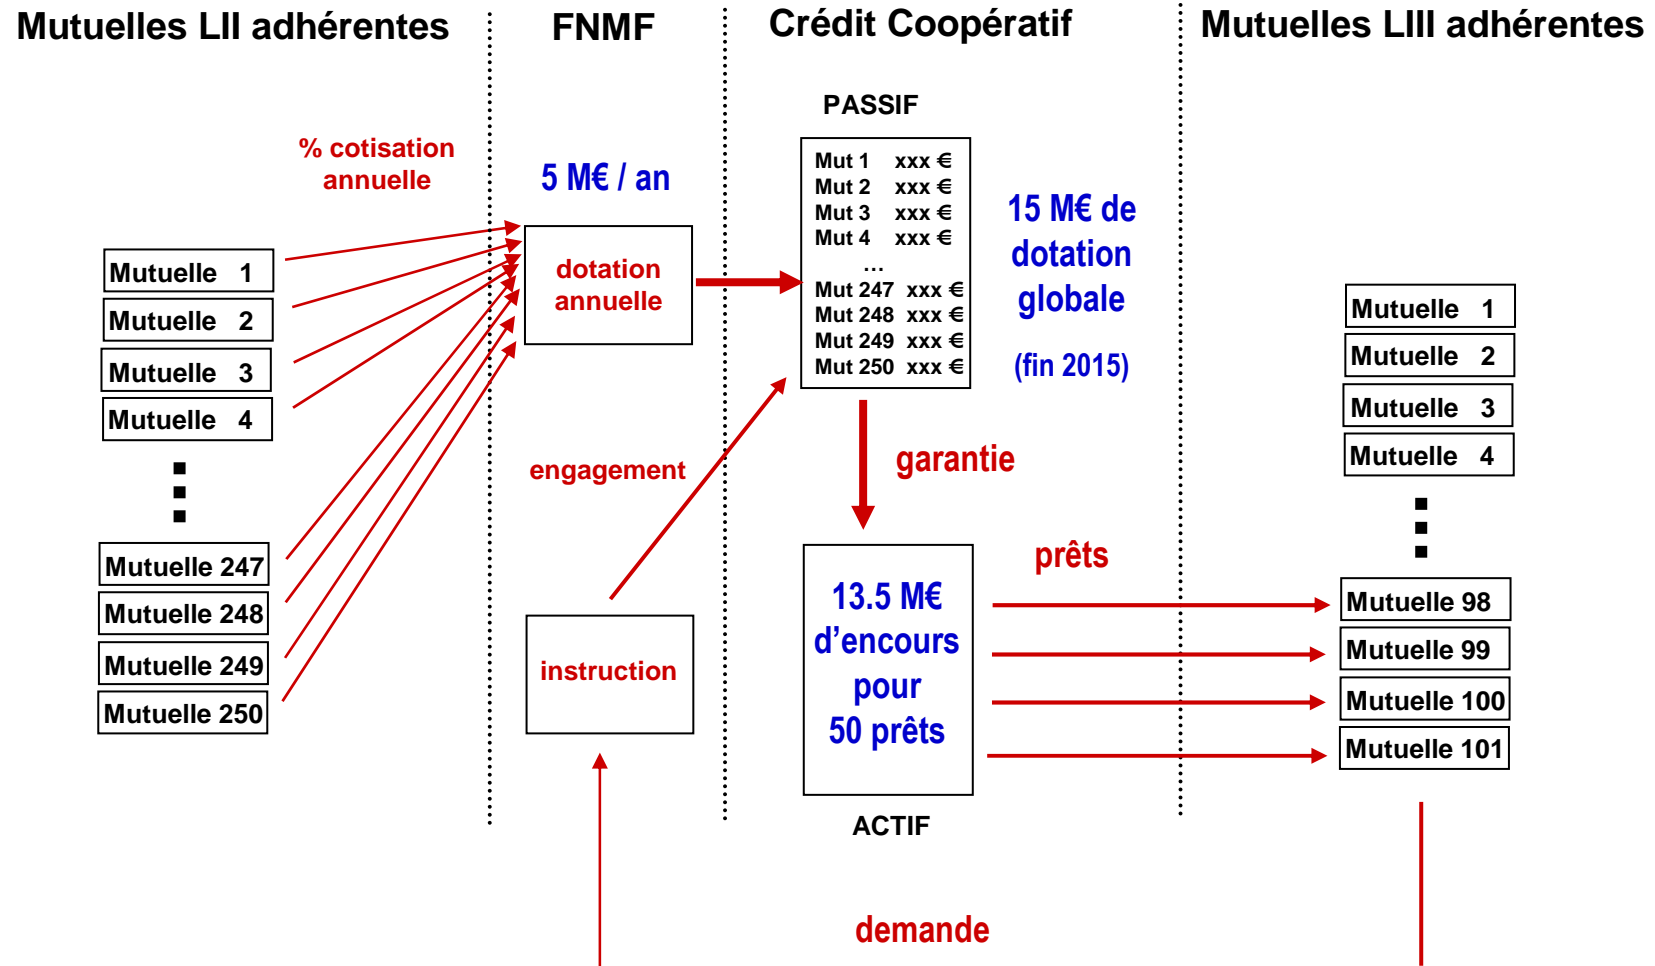 Mutuelles LII adhérentes
FNMF
Crédit Coopératif
Mutuelles LIII adhérentes
% cotisation
annuelle
Mutuelle 1
Mutuelle 2
Mutuelle 3
Mutuelle 4
Mutuelle 247
Mutuelle 248
Mutuelle 249
Mutuelle 250
5 M€ / an
dotation
annuelle
engagement
instruction
PASSIF
Mut 1 xxx €
Mut 2 xxx €
Mut 3 xxx €
Mut 4 xxx €
...
Mut 247 xxx €
Mut 248 xxx €
Mut 249 xxx €
Mut 250 xxx €
15 M€ de
dotation
globale
(fin 2015)
garantie
13.5 M€
d’encours
pour
50 prêts
ACTIF
prêts
Mutuelle 1
Mutuelle 2
Mutuelle 3
Mutuelle 4
Mutuelle 98
Mutuelle 99
Mutuelle 100
Mutuelle 101
demande